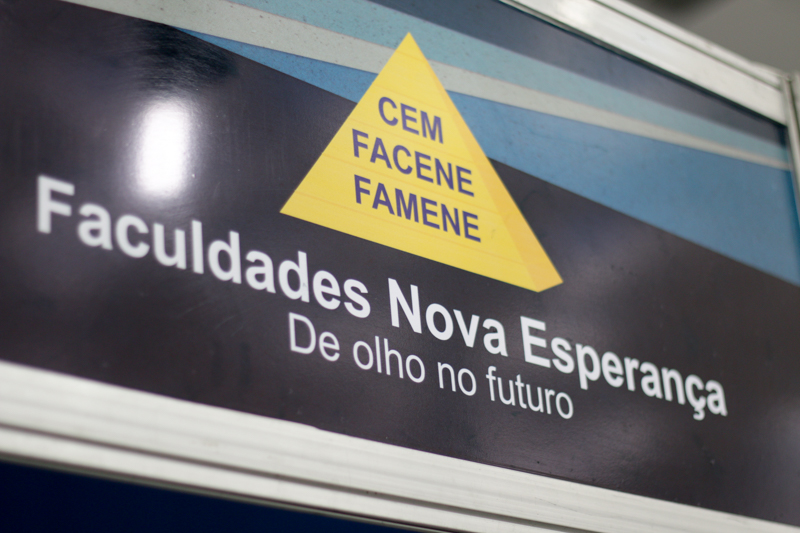 CEM
FACENE
FAMENE
Faculdades Nova Esperança
De olho no futuro